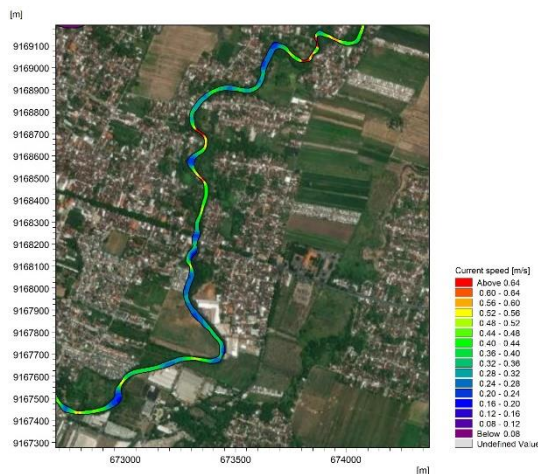 [m]
9169100
9169000
9168900
9168800
9168700
9168600
9168500
9168400
9168300
9168200
9168100
9168000
9167900
9167800
9167700
9167600
9167500
9167400
9167300
673000 673500 674000
[m]
Current speed [m/s]
Above 0.64
0.60 - 0.64
0.56 - 0.60
0.52 - 0.56
0.48 - 0.52
0.44 - 0.48
0.40 - 0.44
0.36 - 0.40
0.32 - 0.36
0.28 - 0.32
0.24 - 0.28
0.20 - 0.24
0.16 - 0.20
0.12 - 0.16
0.08 - 0.12
Below 0.08
Undefined Value